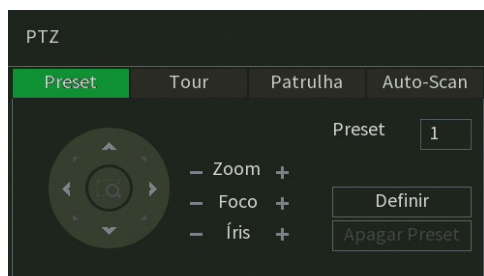 PTZ
Preset Tour Patrulha Auto-Scan
Preset 1
− Zoom +
− Foco + Definir
− Íris + Apagar Preset